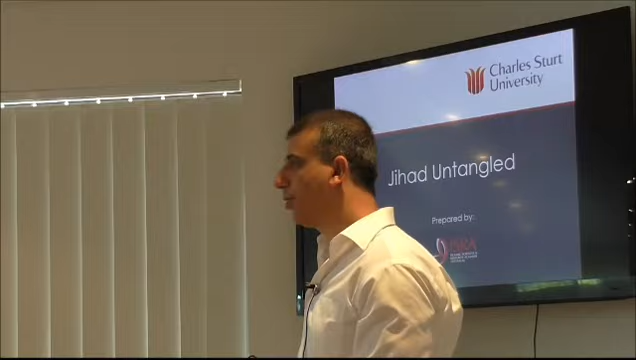 Charles Sturt
University
Jihad Untangled
Prepared by:
ISRA